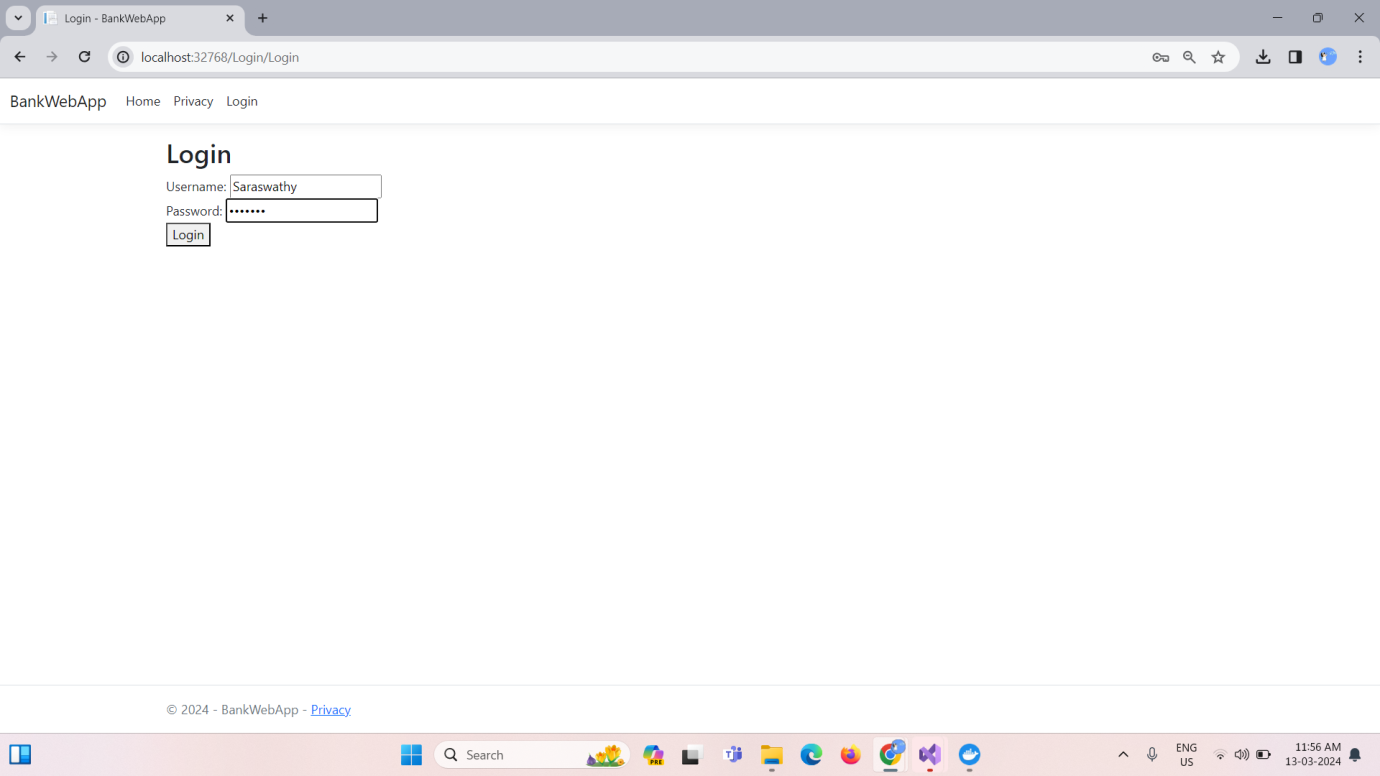 Login - BankWebApp
localhost:32768/Login/Login
BankWebApp Home Privacy Login
Login
Username: Saraswathy
Password: •••••••
Login
© 2024 - BankWebApp - Privacy
Search
PRE
ENG
US
11:56 AM
13-03-2024